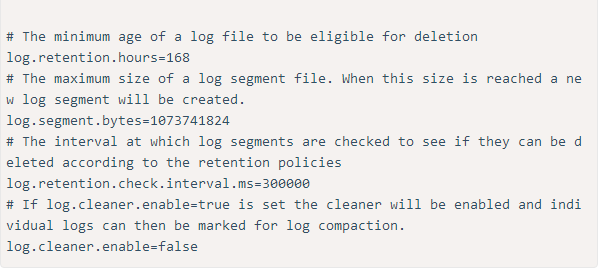 # The minimum age of a log file to be eligible for deletion
log.retention.hours=168
# The maximum size of a log segment file. When this size is reached a ne
w log segment will be created.
log.segment.bytes=1073741824
# The interval at which log segments are checked to see if they can be d
eleted according to the retention policies
log.retention.check.interval.ms=300000
# If log.cleaner.enable=true is set the cleaner will be enabled and indi
vidual logs can then be marked for log compaction.
log.cleaner.enable=false